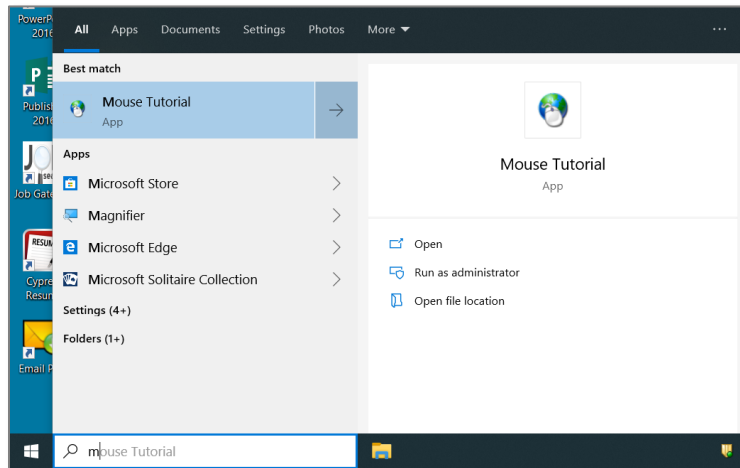 PowerP
2016
All Apps Documents Settings Photos More
Best match
Mouse Tutorial
App
Apps
Microsoft Store
Magnifier
Microsoft Edge
Microsoft Solitaire Collection
Settings (4+)
Folders (1+)
Mouse Tutorial
App
Open
Run as administrator
Open file location
Publis
2016
Job Gate
RESUM
Cypre
Resum
Email P
mouse Tutorial